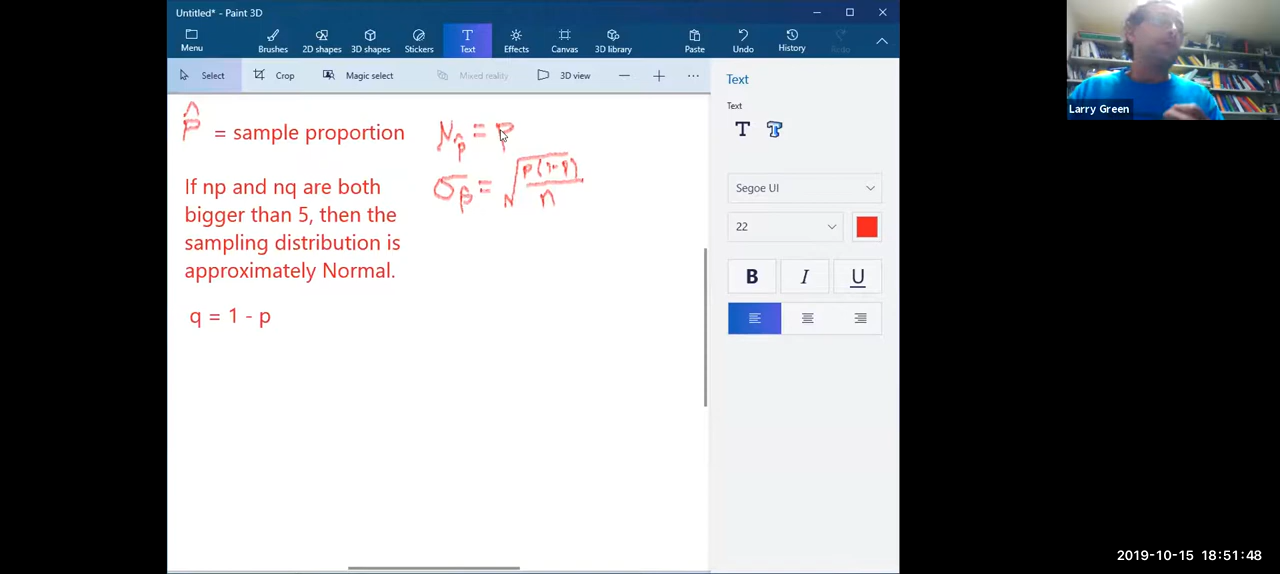 Untitled* - Paint 3D
Menu
Brushes
2D shapes
3D shapes
Stickers
Text
Effects
Canvas
3D library
Paste
Undo
History
Redo
Select
Crop
Magic select
Mixed reality
3D view
Larry Green
p̂ = sample proportion
If np and nq are both
bigger than 5, then the
sampling distribution is
approximately Normal.
q = 1 - p
μp̂ = p
σp̂ = √(p(1-p)/n)
Text
Text
T T
Segoe UI
22
B I U
2019-10-15 18:51:48